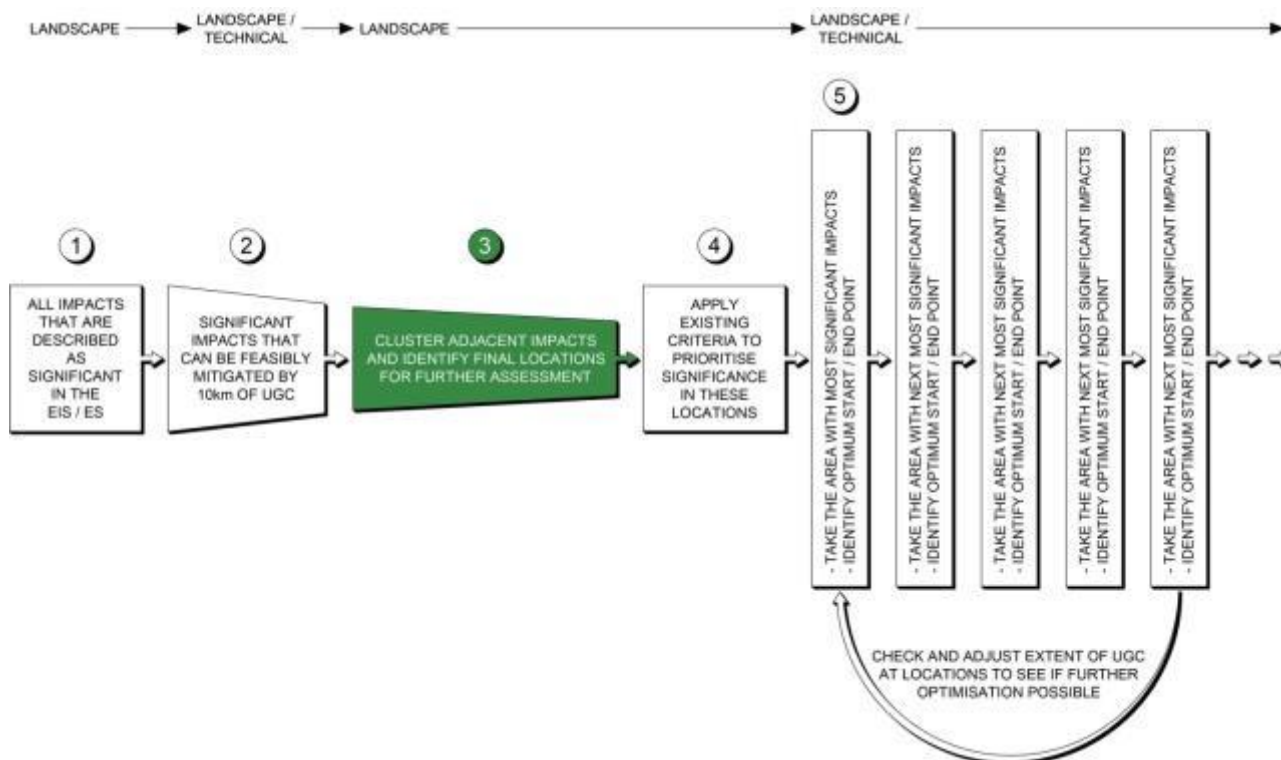 LANDSCAPE
LANDSCAPE /
TECHNICAL
LANDSCAPE
LANDSCAPE /
TECHNICAL
1
ALL IMPACTS
THAT ARE
DESCRIBED
AS
SIGNIFICANT
IN THE
EIS / ES
2
SIGNIFICANT
IMPACTS THAT
CAN BE FEASIBLY
MITIGATED BY
10km OF UGC
3
CLUSTER ADJACENT IMPACTS
AND IDENTIFY FINAL LOCATIONS
FOR FURTHER ASSESSMENT
4
APPLY
EXISTING
CRITERIA TO
PRIORITISE
SIGNIFICANCE
IN THESE
LOCATIONS
5
- TAKE THE AREA WITH MOST SIGNIFICANT IMPACTS
- IDENTIFY OPTIMUM START / END POINT
- TAKE THE AREA WITH NEXT MOST SIGNIFICANT IMPACTS
- IDENTIFY OPTIMUM START / END POINT
- TAKE THE AREA WITH NEXT MOST SIGNIFICANT IMPACTS
- IDENTIFY OPTIMUM START / END POINT
- TAKE THE AREA WITH NEXT MOST SIGNIFICANT IMPACTS
- IDENTIFY OPTIMUM START / END POINT
- TAKE THE AREA WITH NEXT MOST SIGNIFICANT IMPACTS
- IDENTIFY OPTIMUM START / END POINT
CHECK AND ADJUST EXTENT OF UGC
AT LOCATIONS TO SEE IF FURTHER
OPTIMISATION POSSIBLE